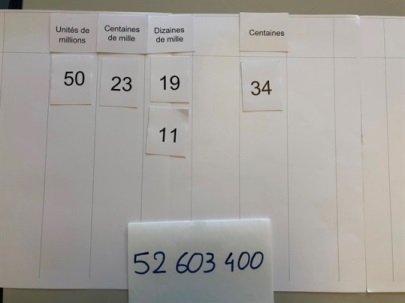 Unités de millions Centaines de mille Dizaines de mille Centaines
50 23 19 34
11
52 603 400